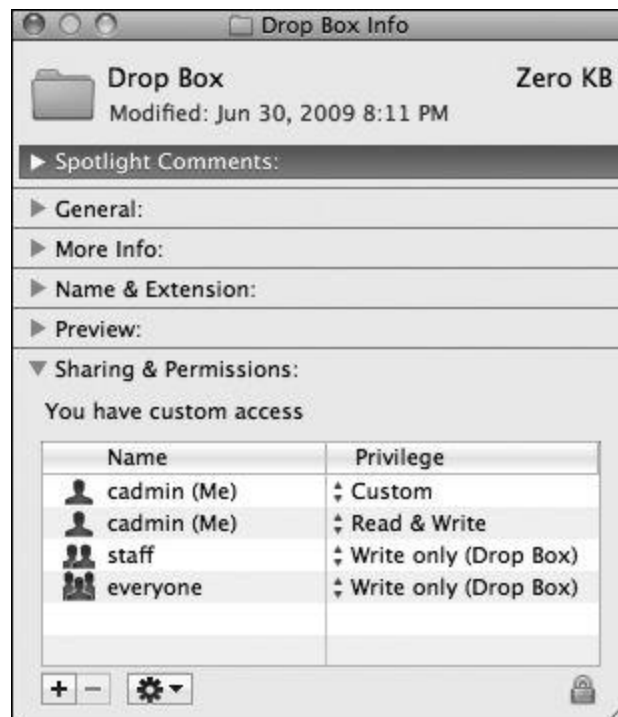 Drop Box Info
Drop Box Zero KB
Modified: Jun 30, 2009 8:11 PM
Spotlight Comments:
General:
More Info:
Name & Extension:
Preview:
Sharing & Permissions:
You have custom access
Name Privilege
cadmin (Me) Custom
cadmin (Me) Read & Write
staff Write only (Drop Box)
everyone Write only (Drop Box)